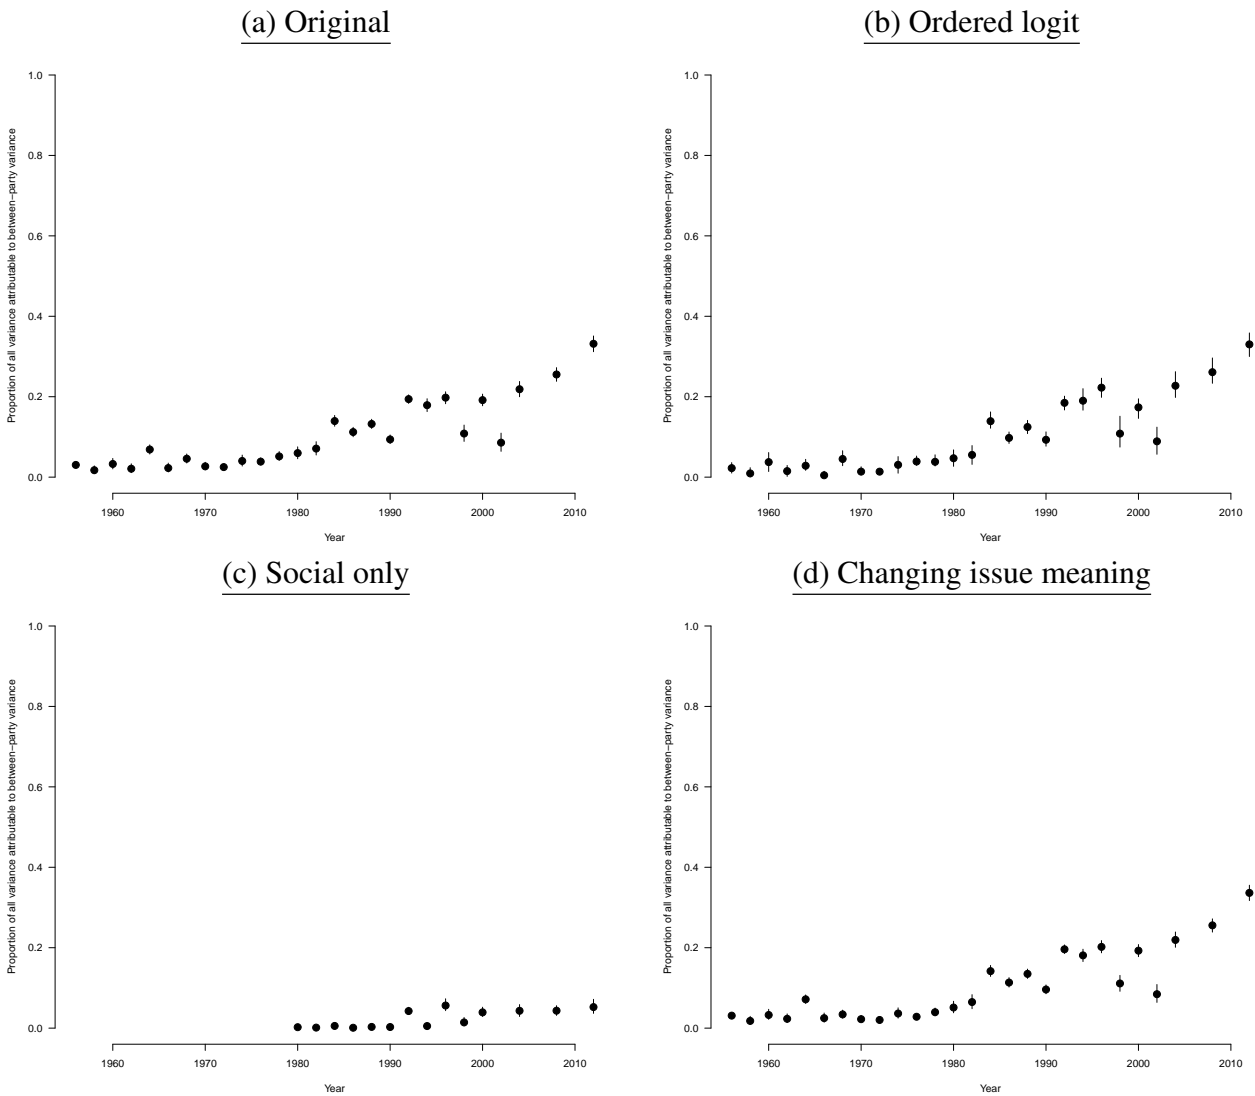 (a) Original
(b) Ordered logit
Proportion of all variance attributable to between−party variance
1.0
0.8
0.6
0.4
0.2
0.0
1960 1970 1980 1990 2000 2010
Year
Proportion of all variance attributable to between−party variance
1.0
0.8
0.6
0.4
0.2
0.0
1960 1970 1980 1990 2000 2010
Year
(c) Social only
(d) Changing issue meaning
Proportion of all variance attributable to between−party variance
1.0
0.8
0.6
0.4
0.2
0.0
1960 1970 1980 1990 2000 2010
Year
Proportion of all variance attributable to between−party variance
1.0
0.8
0.6
0.4
0.2
0.0
1960 1970 1980 1990 2000 2010
Year